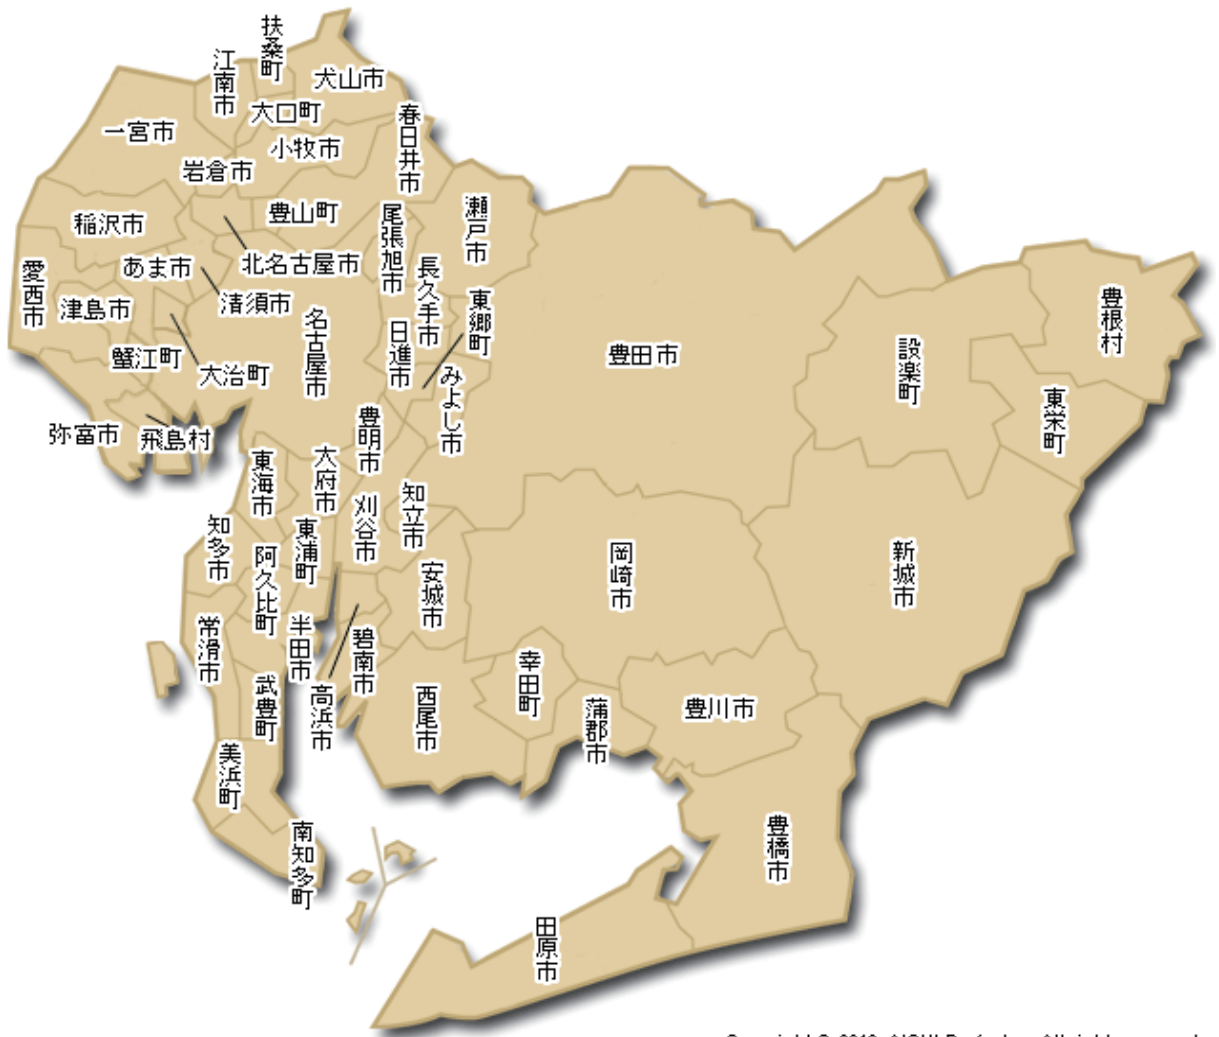 扶桑町
江南市
犬山市
大口町
春日井市
一宮市
小牧市
岩倉市
豊山町
稲沢市
尾張旭市
瀬戸市
北名古屋市
あま市
長久手市
愛西市
清須市
津島市
東郷町
名古屋市
日進市
豊根村
設楽町
豊田市
蟹江町
大治町
みよし市
東栄町
豊明市
弥富市
飛島村
東海市
大府市
知立市
刈谷市
知多市
東浦町
阿久比町
安城市
岡崎市
新城市
常滑市
半田市
碧南市
武豊町
高浜市
西尾市
幸田町
蒲郡市
豊川市
美浜町
南知多町
豊橋市
田原市